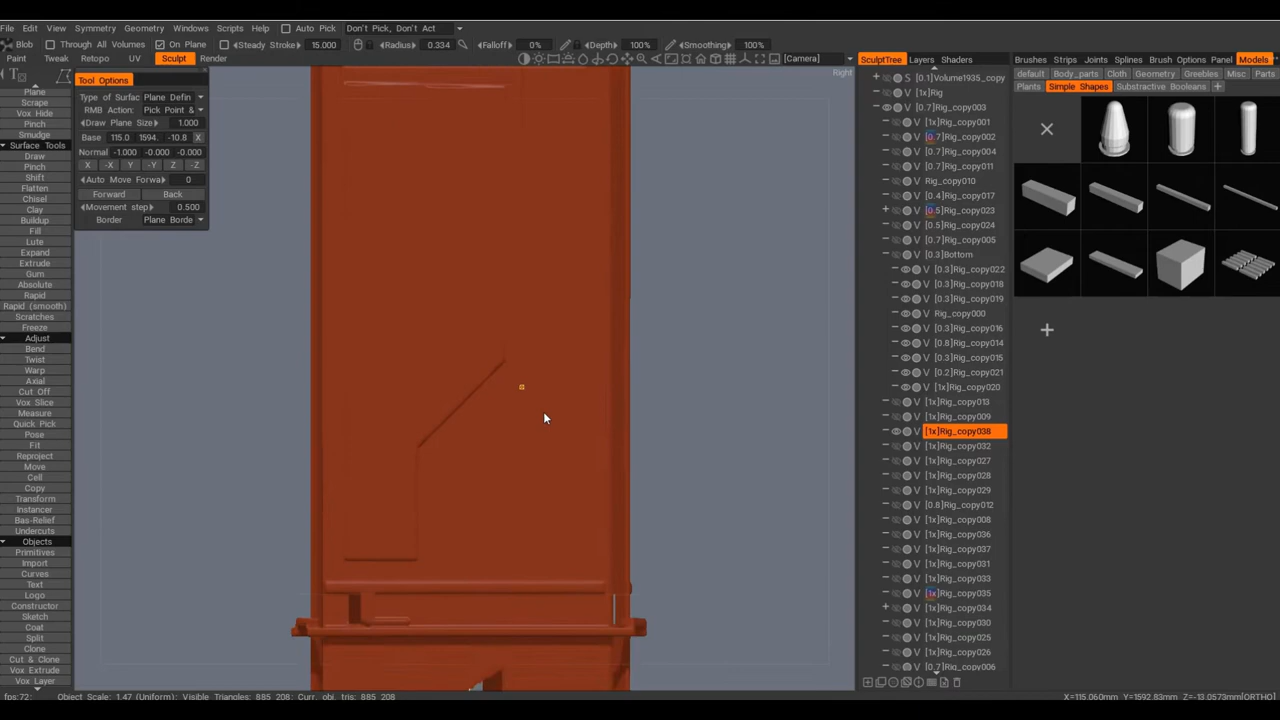 File Edit View Symmetry Geometry Windows Scripts Help Auto Pick Don't Pick, Don't Act
Blob Through All Volumes On Plane Steady Stroke 15.000 Radius 0.334 Falloff 0% Depth 100% Smoothing 100%
Paint Tweak Retopo UV Sculpt Render [Camera]
SculptTree Layers Shaders
Brushes Strips Joints Splines Brush Options Panel Models
default Body_parts Cloth Geometry Greebles Misc Parts
Plants Simple Shapes Substractive Booleans +
Tool Options
Type of Surfac Plane Defin
RMB Action: Pick Point &
Draw Plane Size 1.000
Base 115.0 1594. -10.8 X
Normal -1.000 -0.000 -0.000
X -X Y -Y Z -Z
Auto Move Forwa 0
Forward Back
Movement step 0.500
Border Plane Borde
Plane
Scrape
Vox Hide
Pinch
Smudge
Surface Tools
Draw
Pinch
Shift
Flatten
Chisel
Clay
Buildup
Fill
Lute
Expand
Extrude
Gum
Absolute
Rapid
Rapid (smooth)
Scratches
Freeze
Adjust
Bend
Twist
Warp
Axial
Cut Off
Vox Slice
Measure
Quick Pick
Pose
Fit
Reproject
Move
Cell
Copy
Transform
Instancer
Bas-Relief
Undercuts
Objects
Primitives
Import
Curves
Text
Logo
Constructor
Sketch
Coat
Split
Clone
Cut & Clone
Vox Extrude
Vox Layer
Right
S [0.1]Volume1935_copy
[1x]Rig
V [0.7]Rig_copy003
V [1x]Rig_copy001
V [0.7]Rig_copy002
V [0.7]Rig_copy004
V [0.7]Rig_copy011
V Rig_copy010
V [0.4]Rig_copy017
V [0.5]Rig_copy023
V [0.5]Rig_copy024
V [0.7]Rig_copy005
V [0.3]Bottom
V [0.3]Rig_copy022
V [0.3]Rig_copy018
V [0.3]Rig_copy019
V Rig_copy000
V [0.3]Rig_copy016
V [0.8]Rig_copy014
V [0.3]Rig_copy015
V [0.2]Rig_copy021
V [1x]Rig_copy020
V [1x]Rig_copy013
V [1x]Rig_copy009
V [1x]Rig_copy038
V [1x]Rig_copy032
V [1x]Rig_copy027
V [1x]Rig_copy028
V [1x]Rig_copy029
V [0.8]Rig_copy012
V [1x]Rig_copy008
V [1x]Rig_copy036
V [1x]Rig_copy037
V [1x]Rig_copy031
V [1x]Rig_copy033
V [1x]Rig_copy035
V [1x]Rig_copy034
V [1x]Rig_copy030
V [1x]Rig_copy025
V [1x]Rig_copy026
V [0.7]Rig_copy006
fps:72; Object Scale: 1.47 (Uniform); Visible Triangles: 885 208; Curr. obj. tris: 885 208;
X=115.060mm Y=1592.83mm Z=-13.0573mm[ORTHO]